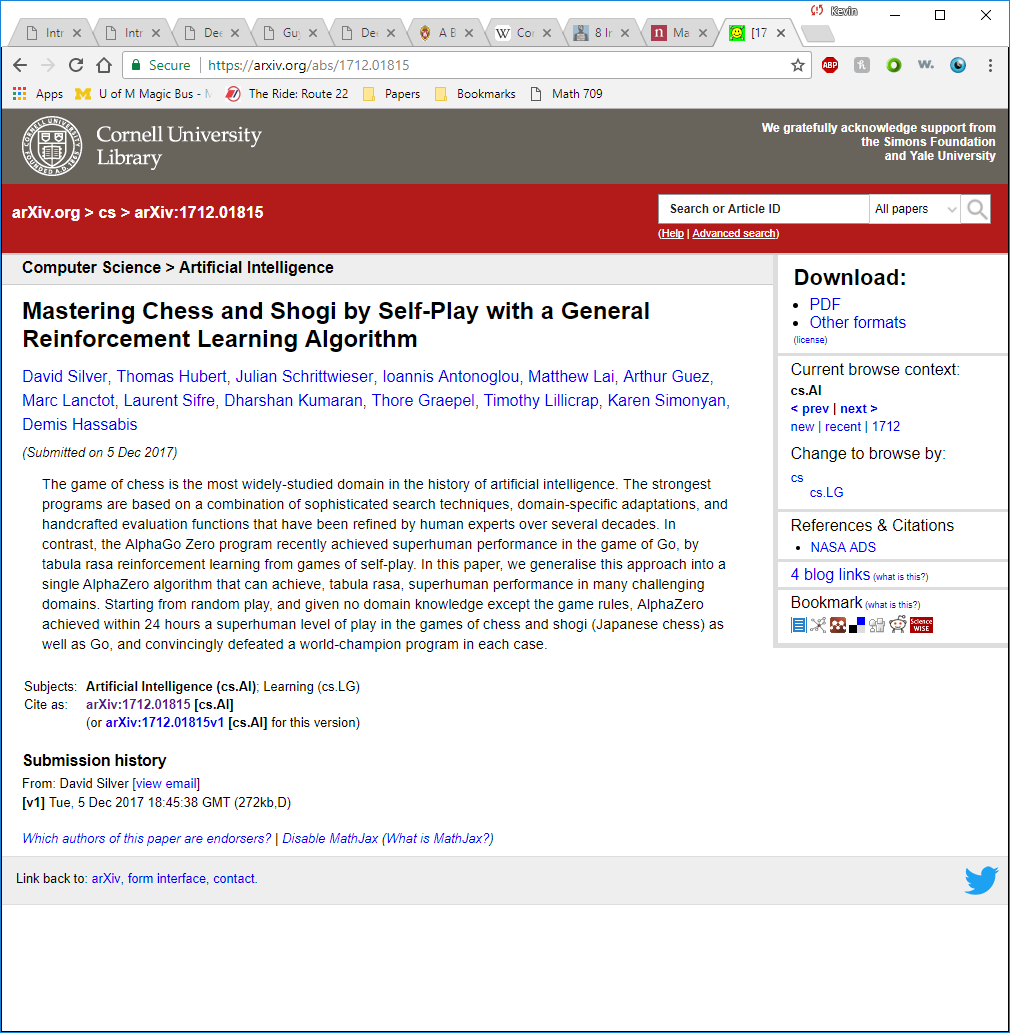 Kevin
Intr
Intr
Dee
Guy
Dee
A B
W Cor
8 Ir
n Ma
[17
Secure https://arxiv.org/abs/1712.01815
ABP
w.
Apps U of M Magic Bus - The Ride: Route 22 Papers Bookmarks Math 709
Cornell University
Library
We gratefully acknowledge support from
the Simons Foundation
and Yale University
arXiv.org > cs > arXiv:1712.01815
Search or Article ID All papers
(Help | Advanced search)
Computer Science > Artificial Intelligence
Mastering Chess and Shogi by Self-Play with a General
Reinforcement Learning Algorithm
David Silver, Thomas Hubert, Julian Schrittwieser, Ioannis Antonoglou, Matthew Lai, Arthur Guez,
Marc Lanctot, Laurent Sifre, Dharshan Kumaran, Thore Graepel, Timothy Lillicrap, Karen Simonyan,
Demis Hassabis
(Submitted on 5 Dec 2017)
The game of chess is the most widely-studied domain in the history of artificial intelligence. The strongest
programs are based on a combination of sophisticated search techniques, domain-specific adaptations, and
handcrafted evaluation functions that have been refined by human experts over several decades. In
contrast, the AlphaGo Zero program recently achieved superhuman performance in the game of Go, by
tabula rasa reinforcement learning from games of self-play. In this paper, we generalise this approach into a
single AlphaZero algorithm that can achieve, tabula rasa, superhuman performance in many challenging
domains. Starting from random play, and given no domain knowledge except the game rules, AlphaZero
achieved within 24 hours a superhuman level of play in the games of chess and shogi (Japanese chess) as
well as Go, and convincingly defeated a world-champion program in each case.
Subjects: Artificial Intelligence (cs.AI); Learning (cs.LG)
Cite as: arXiv:1712.01815 [cs.AI]
(or arXiv:1712.01815v1 [cs.AI] for this version)
Submission history
From: David Silver [view email]
[v1] Tue, 5 Dec 2017 18:45:38 GMT (272kb,D)
Which authors of this paper are endorsers? | Disable MathJax (What is MathJax?)
Download:
PDF
Other formats
(license)
Current browse context:
cs.AI
< prev | next >
new | recent | 1712
Change to browse by:
cs
cs.LG
References & Citations
NASA ADS
4 blog links (what is this?)
Bookmark (what is this?)
Science
WISE
Link back to: arXiv, form interface, contact.